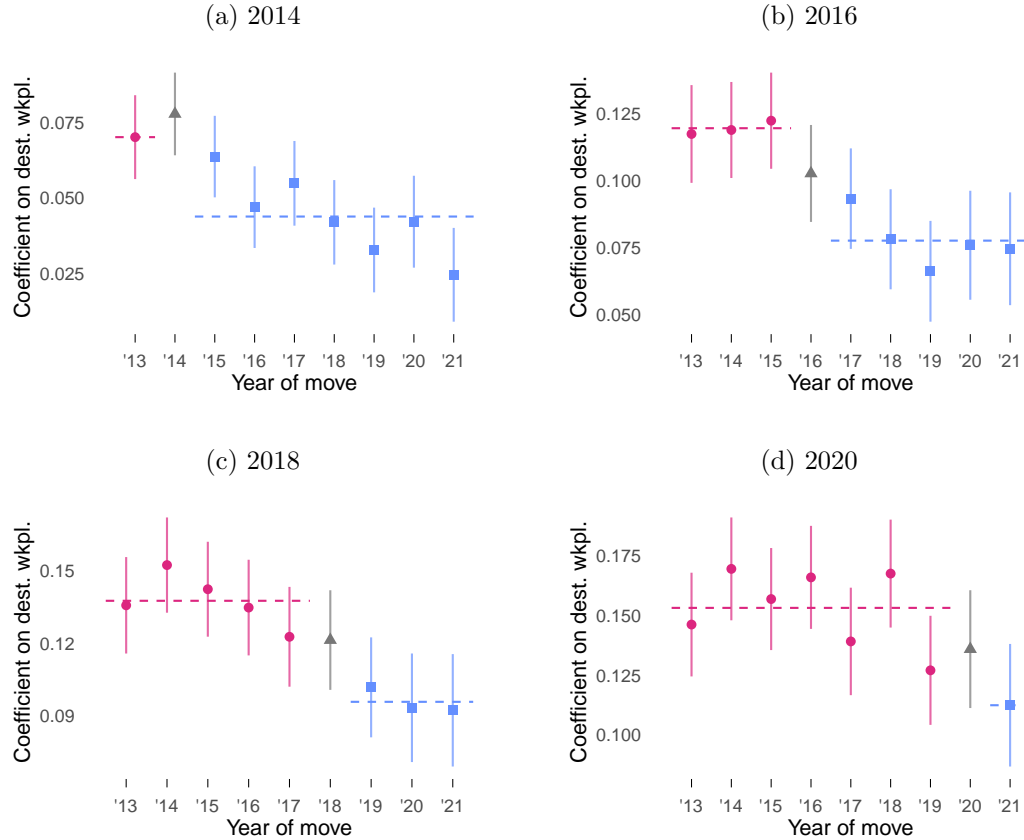 (a) 2014
Coefficient on dest. wkpl.
0.075
0.050
0.025
'13 '14 '15 '16 '17 '18 '19 '20 '21
Year of move
(b) 2016
Coefficient on dest. wkpl.
0.125
0.100
0.075
0.050
'13 '14 '15 '16 '17 '18 '19 '20 '21
Year of move
(c) 2018
Coefficient on dest. wkpl.
0.15
0.12
0.09
'13 '14 '15 '16 '17 '18 '19 '20 '21
Year of move
(d) 2020
Coefficient on dest. wkpl.
0.175
0.150
0.125
0.100
'13 '14 '15 '16 '17 '18 '19 '20 '21
Year of move